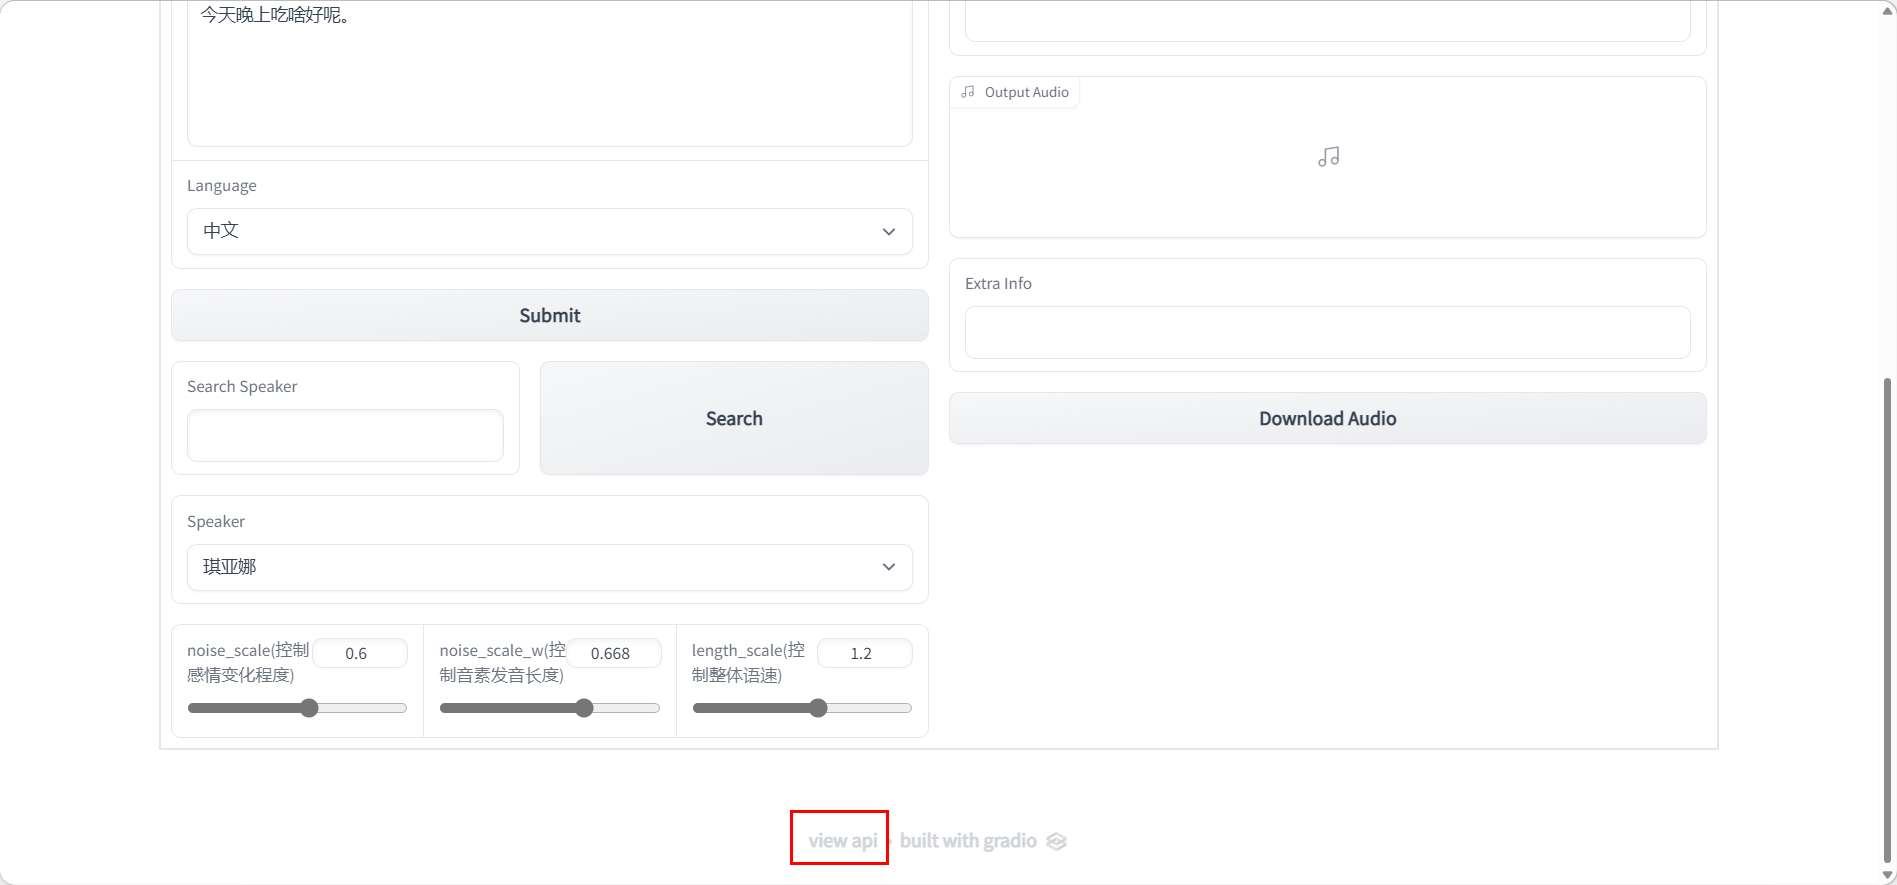 今天晚上吃啥好呢。
Language
中文
Submit
Search Speaker
Search
Speaker
琪亚娜
noise_scale(控制
感情变化程度)
0.6
noise_scale_w(控
制音素发音长度)
0.668
length_scale(控
制整体语速)
1.2
Output Audio
Extra Info
Download Audio
view api · built with gradio